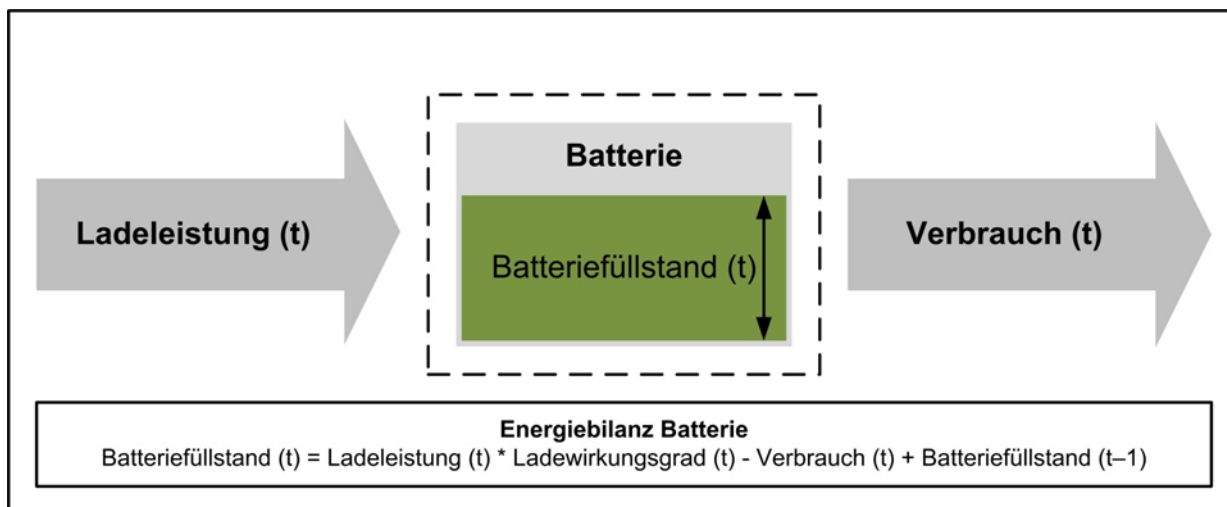 Batterie
Ladeleistung (t)
Batteriefüllstand (t)
Verbrauch (t)
Energiebilanz Batterie
Batteriefüllstand (t) = Ladeleistung (t) * Ladewirkungsgrad (t) - Verbrauch (t) + Batteriefüllstand (t–1)